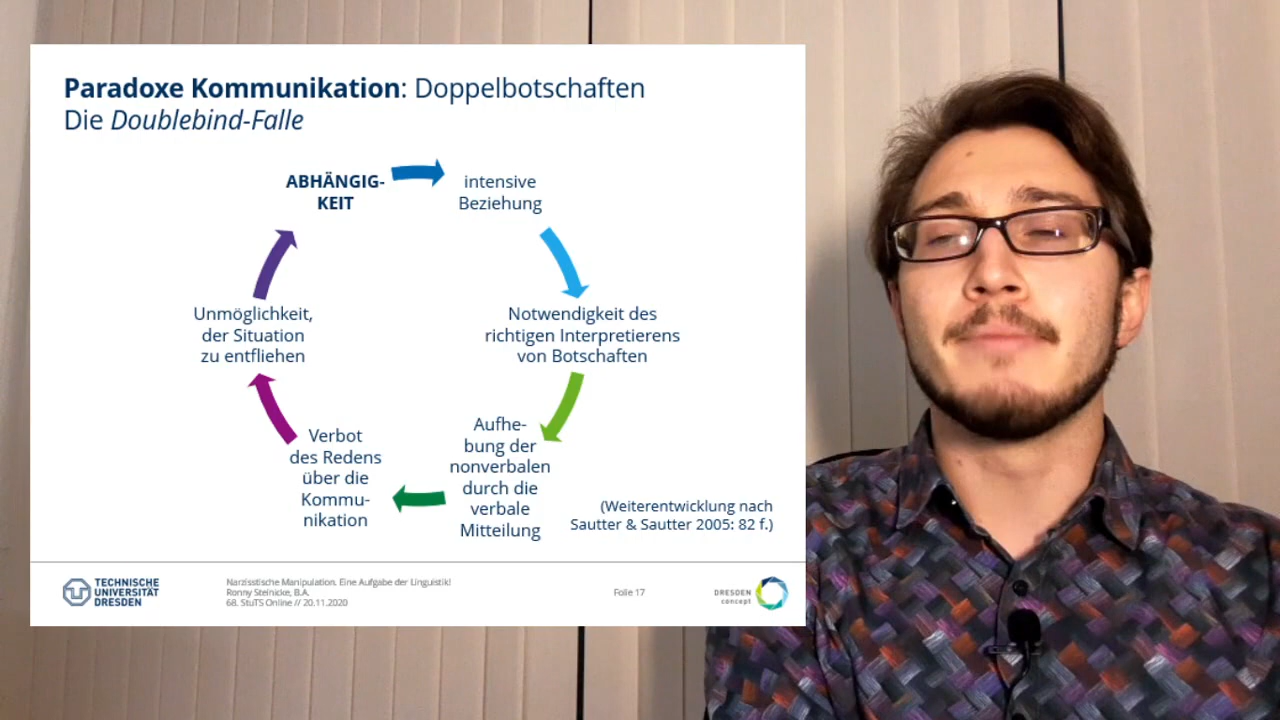 Paradoxe Kommunikation: Doppelbotschaften
Die Doublebind-Falle
ABHÄNGIG-
KEIT
intensive
Beziehung
Notwendigkeit des
richtigen Interpretierens
von Botschaften
Aufhe-
bung der
nonverbalen
durch die
verbale
Mitteilung
Verbot
des Redens
über die
Kommu-
nikation
Unmöglichkeit,
der Situation
zu entfliehen
(Weiterentwicklung nach
Sautter & Sautter 2005: 82 f.)
TECHNISCHE
UNIVERSITÄT
DRESDEN
Narzisstische Manipulation. Eine Aufgabe der Linguistik!
Ronny Steinicke, B.A.
68. StuTS Online // 20.11.2020
Folie 17
DRESDEN
concept